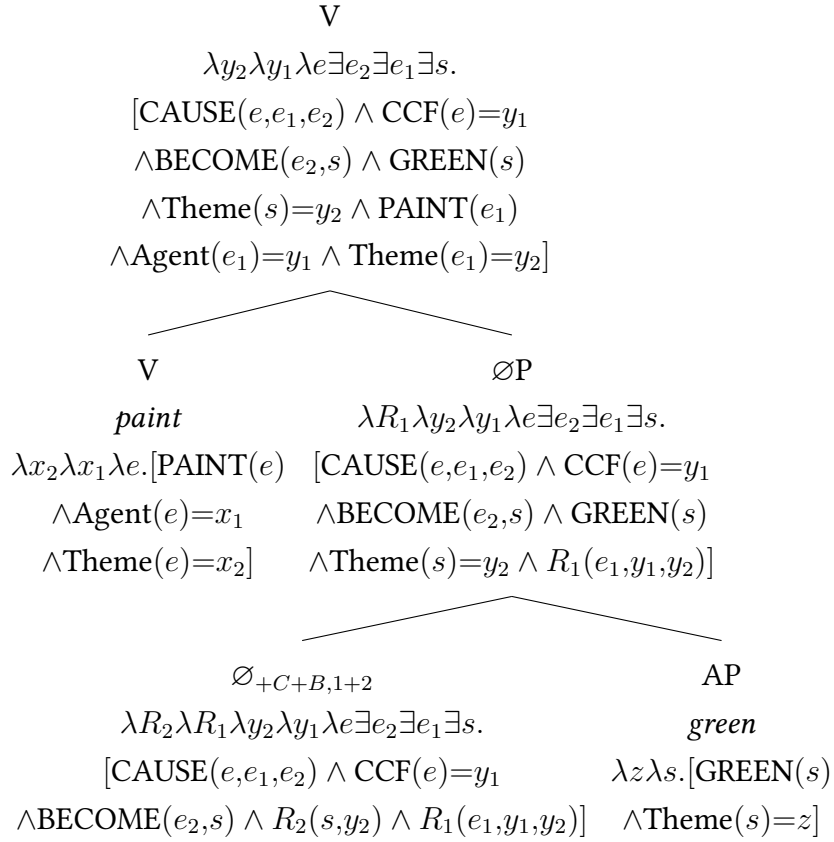 V
λy₂λy₁λe∃e₂∃e₁∃s.
[CAUSE(e,e₁,e₂) ∧ CCF(e)=y₁
∧BECOME(e₂,s) ∧ GREEN(s)
∧Theme(s)=y₂ ∧ PAINT(e₁)
∧Agent(e₁)=y₁ ∧ Theme(e₁)=y₂]
V
paint
λx₂λx₁λe.[PAINT(e)
∧Agent(e)=x₁
∧Theme(e)=x₂]
∅P
λR₁λy₂λy₁λe∃e₂∃e₁∃s.
[CAUSE(e,e₁,e₂) ∧ CCF(e)=y₁
∧BECOME(e₂,s) ∧ GREEN(s)
∧Theme(s)=y₂ ∧ R₁(e₁,y₁,y₂)]
∅+C+B,1+2
λR₂λR₁λy₂λy₁λe∃e₂∃e₁∃s.
[CAUSE(e,e₁,e₂) ∧ CCF(e)=y₁
∧BECOME(e₂,s) ∧ R₂(s,y₂) ∧ R₁(e₁,y₁,y₂)]
AP
green
λzλs.[GREEN(s)
∧Theme(s)=z]